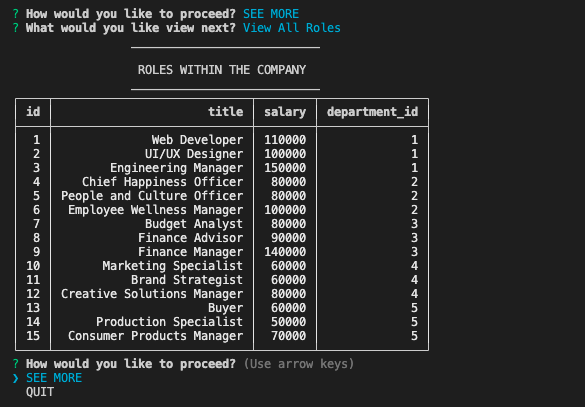 ? How would you like to proceed? SEE MORE
? What would you like view next? View All Roles
ROLES WITHIN THE COMPANY
id title salary department_id
1 Web Developer 110000 1
2 UI/UX Designer 100000 1
3 Engineering Manager 150000 1
4 Chief Happiness Officer 80000 2
5 People and Culture Officer 80000 2
6 Employee Wellness Manager 100000 2
7 Budget Analyst 80000 3
8 Finance Advisor 90000 3
9 Finance Manager 140000 3
10 Marketing Specialist 60000 4
11 Brand Strategist 60000 4
12 Creative Solutions Manager 80000 4
13 Buyer 60000 5
14 Production Specialist 50000 5
15 Consumer Products Manager 70000 5
? How would you like to proceed? (Use arrow keys)
❯ SEE MORE
QUIT